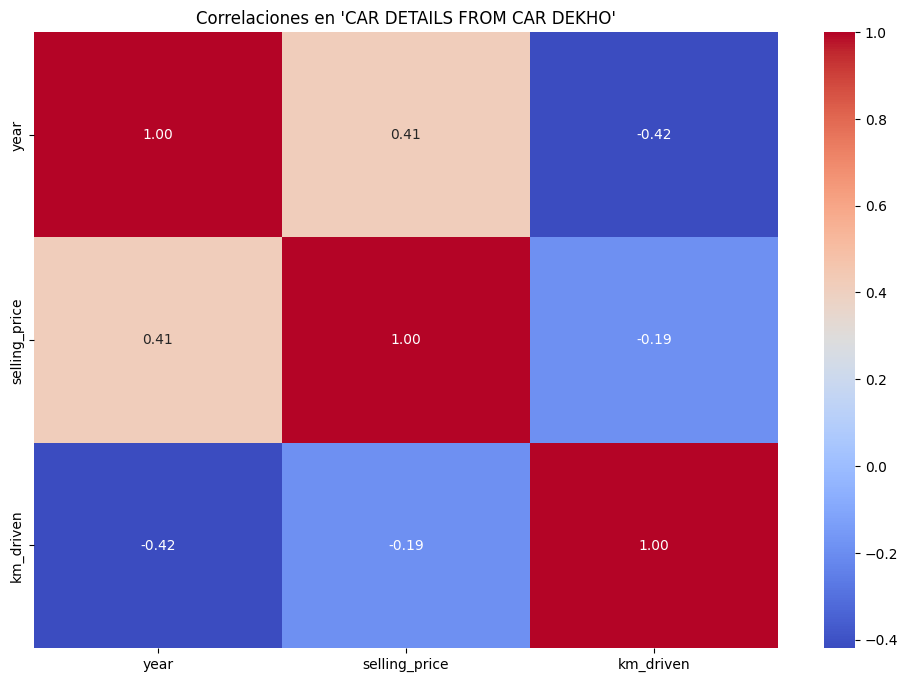 Correlaciones en 'CAR DETAILS FROM CAR DEKHO'
year
1.00
0.41
-0.42
selling_price
0.41
1.00
-0.19
km_driven
-0.42
-0.19
1.00
year
selling_price
km_driven
1.0
0.8
0.6
0.4
0.2
0.0
-0.2
-0.4